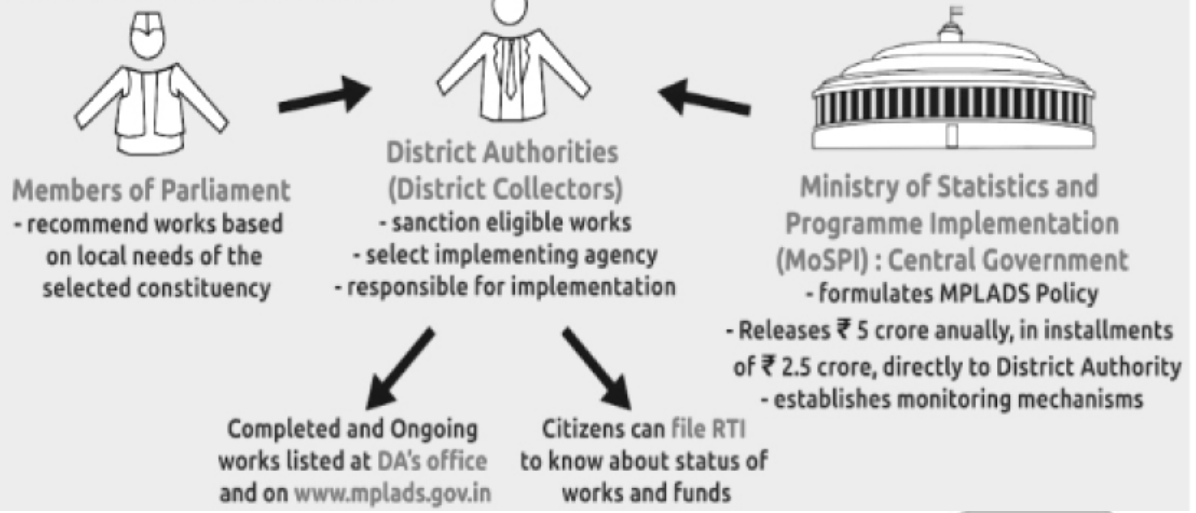 Members of Parliament
- recommend works based
on local needs of the
selected constituency
District Authorities
(District Collectors)
- sanction eligible works
- select implementing agency
- responsible for implementation
Ministry of Statistics and
Programme Implementation
(MoSPI) : Central Government
- formulates MPLADS Policy
- Releases ₹ 5 crore anually, in installments
of ₹ 2.5 crore, directly to District Authority
- establishes monitoring mechanisms
Completed and Ongoing
works listed at DA's office
and on www.mplads.gov.in
Citizens can file RTI
to know about status of
works and funds